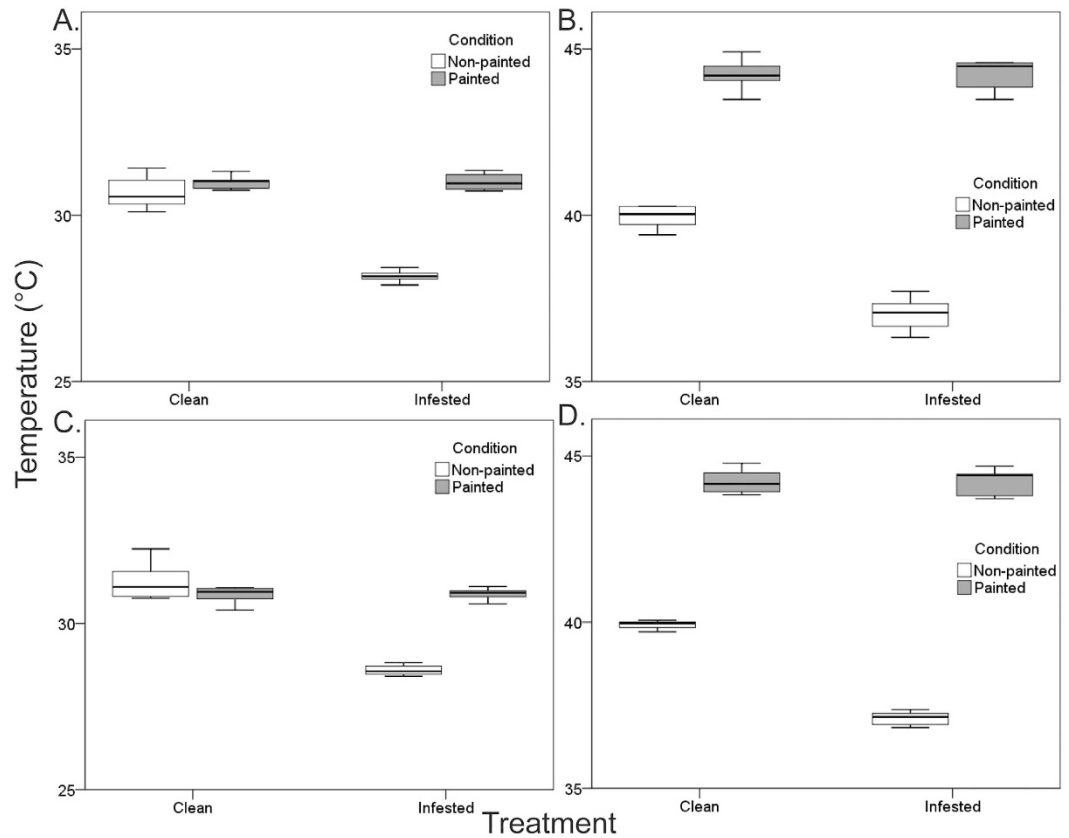 A.
Condition
Non-painted
Painted
35
30
25
Clean
Infested
B.
Condition
Non-painted
Painted
45
40
35
Clean
Infested
C.
Condition
Non-painted
Painted
35
30
25
Clean
Infested
D.
Condition
Non-painted
Painted
45
40
35
Clean
Infested
Temperature (°C)
Treatment